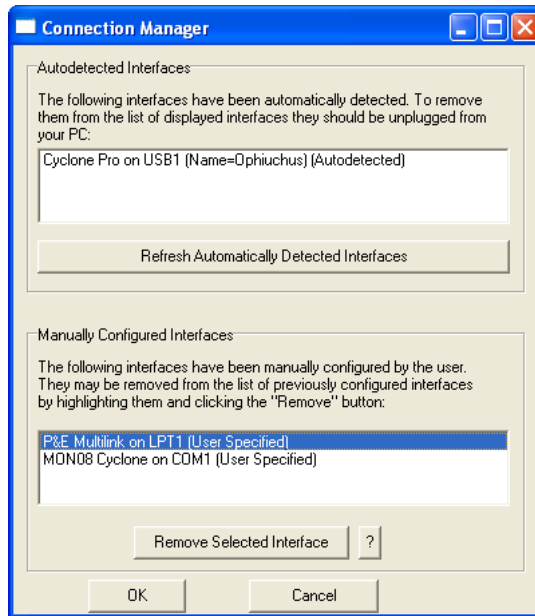 Connection Manager
Autodetected Interfaces
The following interfaces have been automatically detected. To remove
them from the list of displayed interfaces they should be unplugged from
your PC:
Cyclone Pro on USB1 (Name=Ophiuchus) (Autodetected)
Refresh Automatically Detected Interfaces
Manually Configured Interfaces
The following interfaces have been manually configured by the user.
They may be removed from the list of previously configured interfaces
by highlighting them and clicking the "Remove" button:
P&E Multilink on LPT1 (User Specified)
MON08 Cyclone on COM1 (User Specified)
Remove Selected Interface ?
OK Cancel